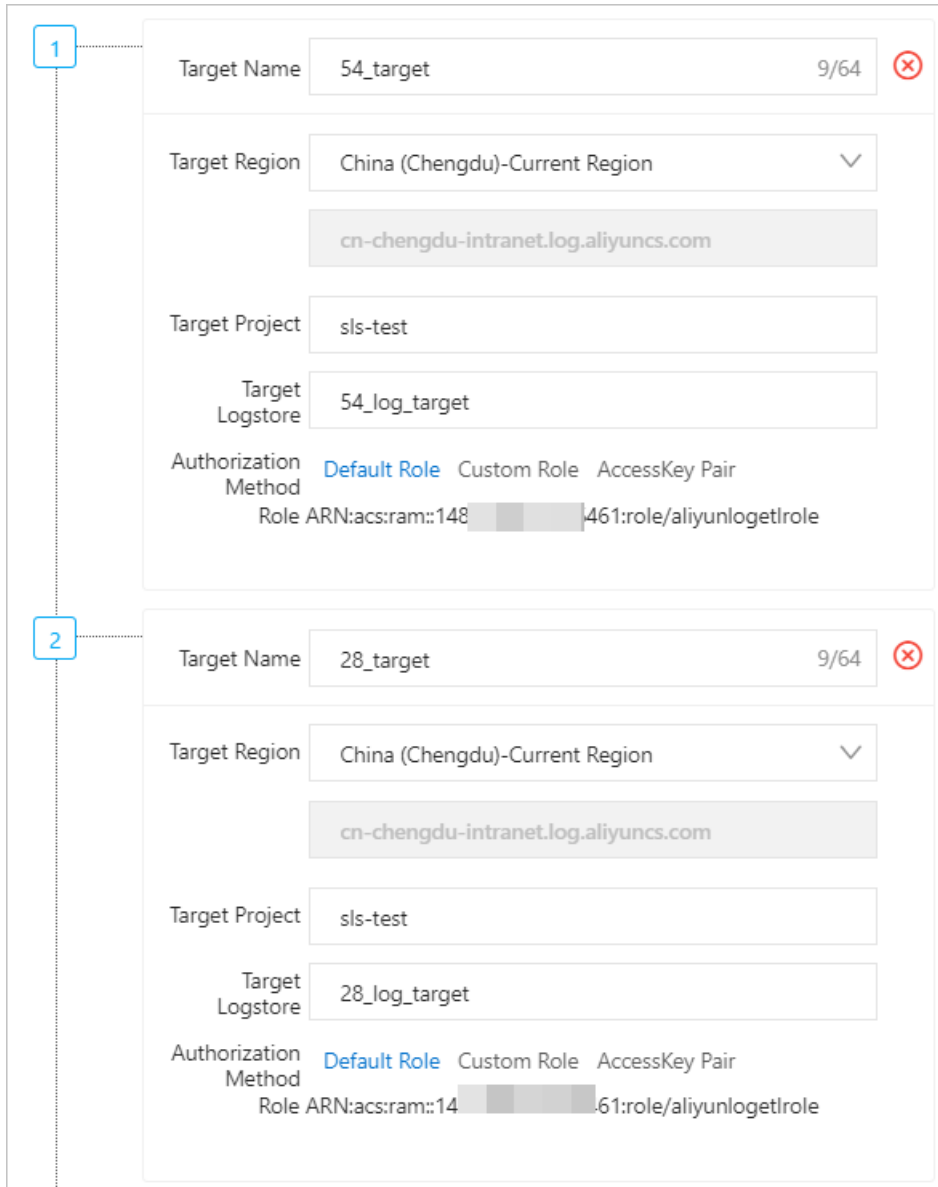 1
Target Name 54_target 9/64
Target Region China (Chengdu)-Current Region
cn-chengdu-intranet.log.aliyuncs.com
Target Project sls-test
Target
Logstore 54_log_target
Authorization
Method Default Role Custom Role AccessKey Pair
Role ARN:acs:ram::148 461:role/aliyunlogetlrole
2
Target Name 28_target 9/64
Target Region China (Chengdu)-Current Region
cn-chengdu-intranet.log.aliyuncs.com
Target Project sls-test
Target
Logstore 28_log_target
Authorization
Method Default Role Custom Role AccessKey Pair
Role ARN:acs:ram::14 61:role/aliyunlogetlrole